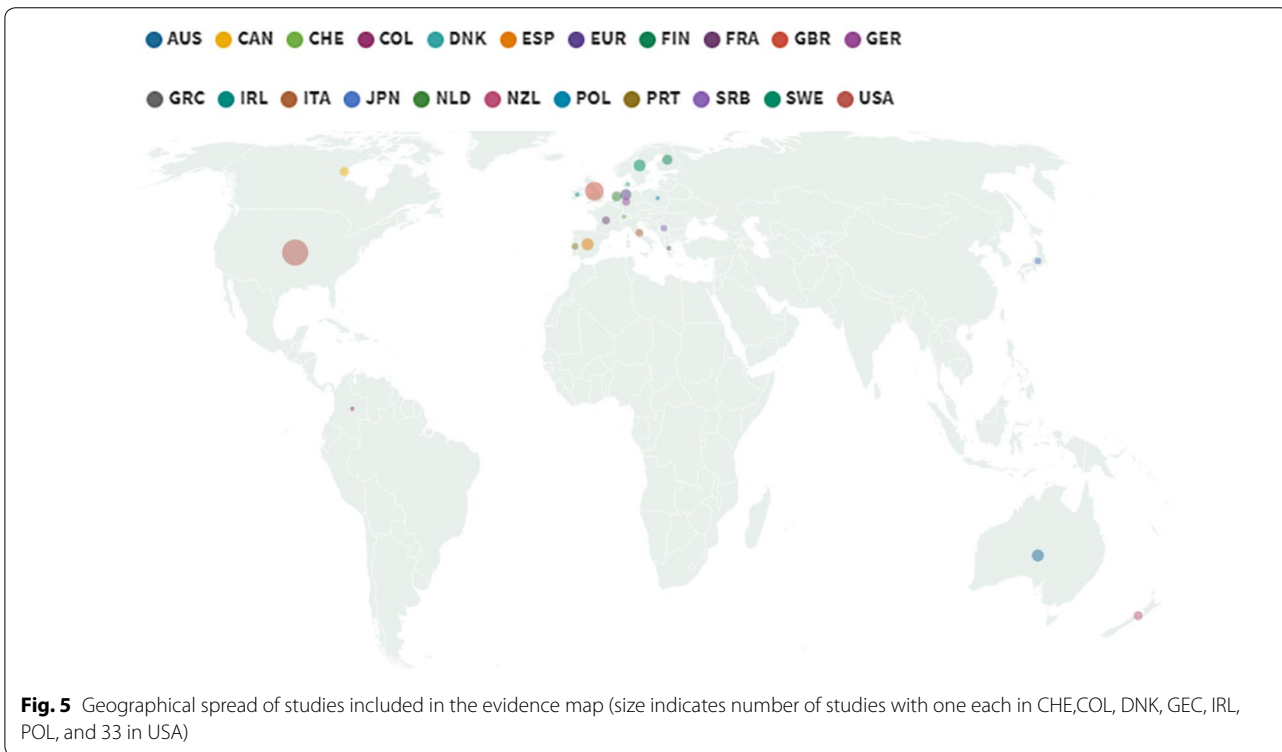 AUS CAN CHE COL DNK ESP EUR FIN FRA GBR GER
GRC IRL ITA JPN NLD NZL POL PRT SRB SWE USA
Fig. 5 Geographical spread of studies included in the evidence map (size indicates number of studies with one each in CHE,COL, DNK, GEC, IRL,
POL, and 33 in USA)